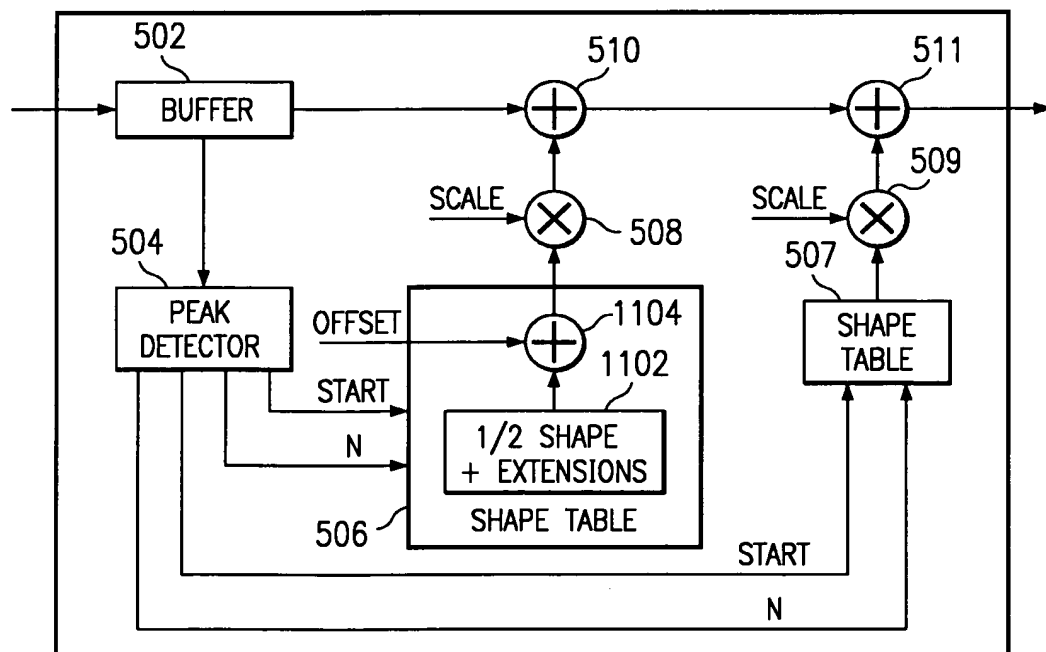 502
BUFFER
510
511
SCALE
508
SCALE
509
504
PEAK
DETECTOR
OFFSET
1104
507
SHAPE
TABLE
START
1102
N
1/2 SHAPE
+ EXTENSIONS
SHAPE TABLE
506
START
N